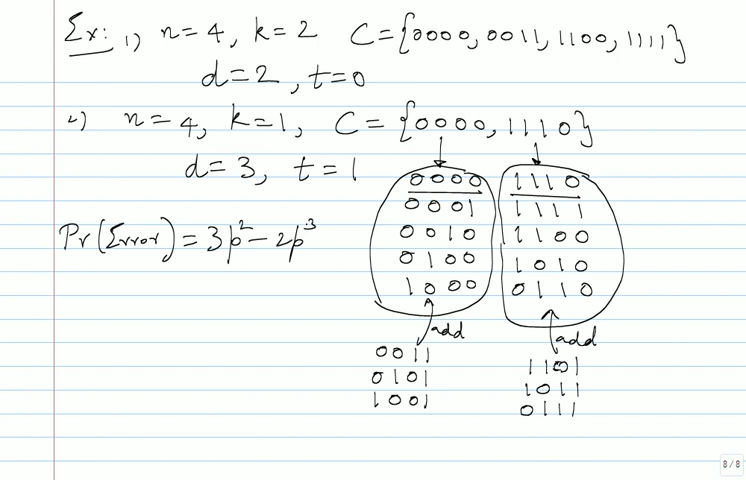 Ex: 1) n=4, k=2 C={0000, 0011, 1100, 1111}
d=2, t=0
2) n=4, k=1, C={0000, 1110}
d=3, t=1
0000 1110
0001 1111
0010 1100
0100 1010
1000 0110
Pr(Error) = 3p²-2p³
add add
0011 1101
0101 1011
1001 0111
8/8